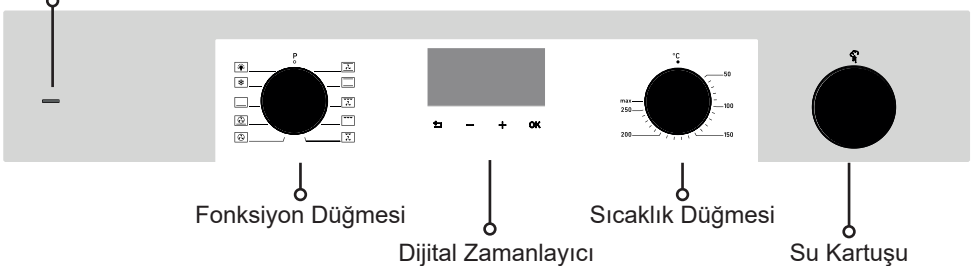 P
°C
50
100
150
200
250
max
OK
Fonksiyon Düğmesi
Sıcaklık Düğmesi
Dijital Zamanlayıcı
Su Kartuşu